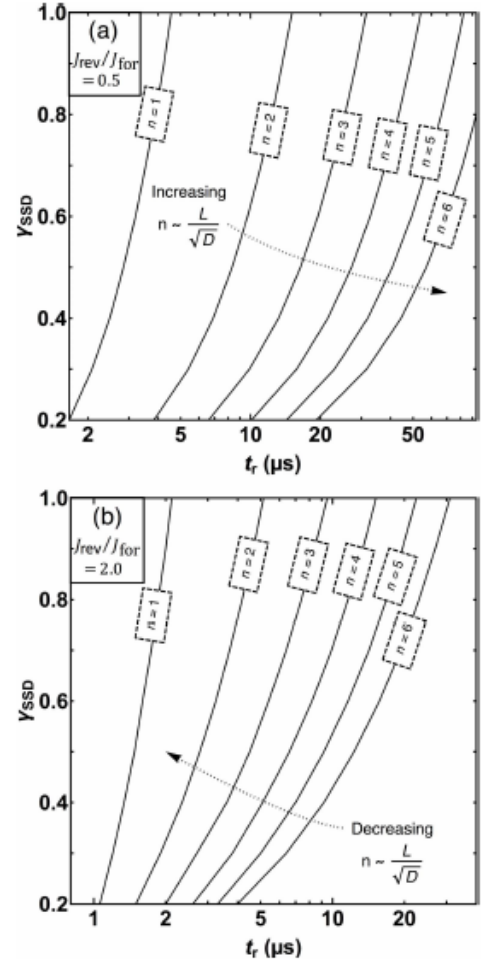 (a)
J_rev/J_for
= 0.5
1.0
0.8
0.6
0.4
0.2
γ_SSD
n = 1
n = 2
n = 3
n = 4
n = 5
n = 6
Increasing
n ~ L/√D
2
5
10
20
50
t_r (μs)
(b)
J_rev/J_for
= 2.0
1.0
0.8
0.6
0.4
0.2
γ_SSD
n = 1
n = 2
n = 3
n = 4
n = 5
n = 6
Decreasing
n ~ L/√D
1
2
5
10
20
t_r (μs)